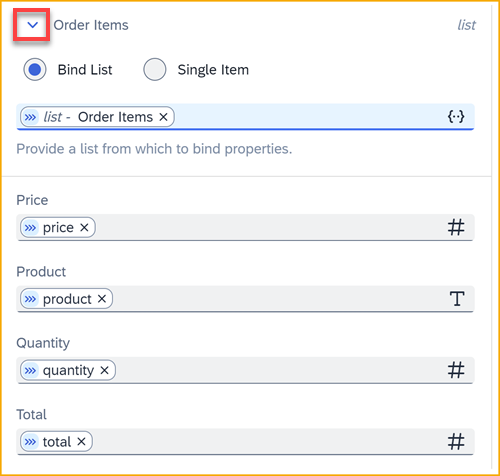 Order Items list
Bind List Single Item
list - Order Items ×
{··}
Provide a list from which to bind properties.
Price
price ×
#
Product
product ×
T
Quantity
quantity ×
#
Total
total ×
#